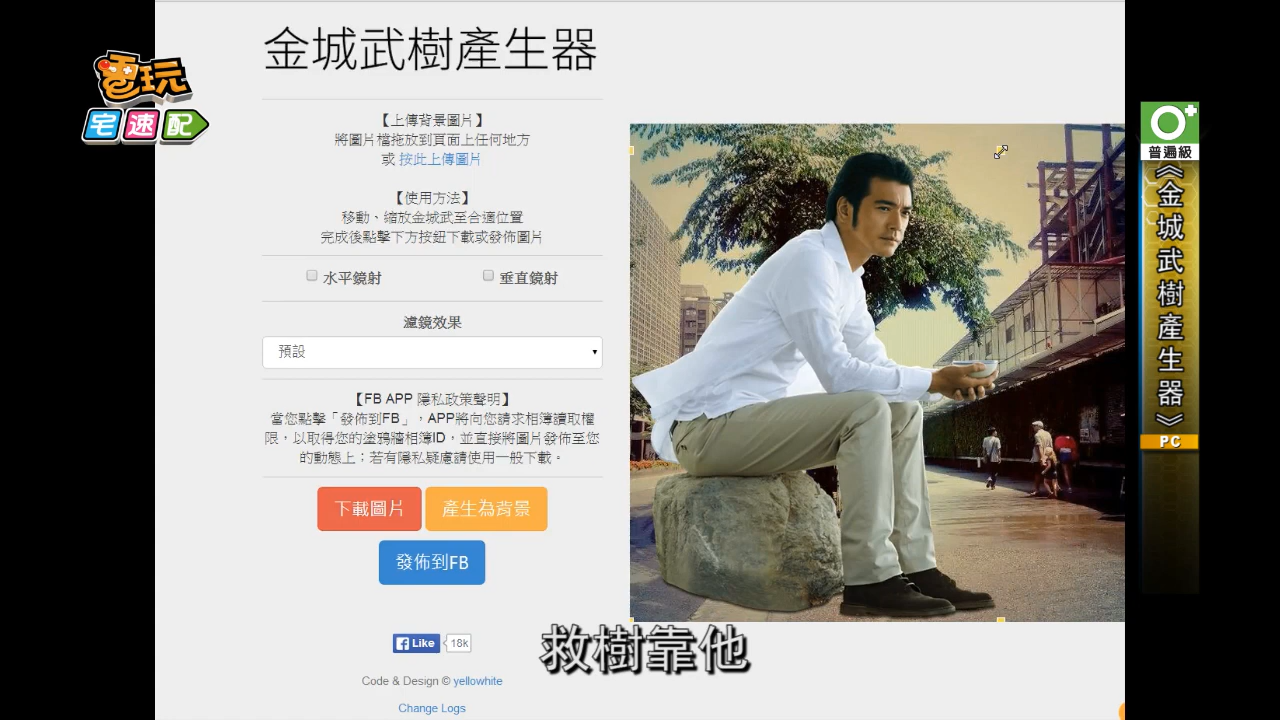 金城武樹產生器
【上傳背景圖片】
將圖片檔拖放到頁面上任何地方
或 按此上傳圖片
【使用方法】
移動、縮放金城武至合適位置
完成後點擊下方按鈕下載或發佈圖片
水平鏡射
垂直鏡射
濾鏡效果
預設
【FB APP 隱私政策聲明】
當您點擊「發佈到FB」，APP將向您請求相簿讀取權
限，以取得您的塗鴉牆相簿ID，並直接將圖片發佈至您
的動態上；若有隱私疑慮請使用一般下載。
下載圖片
產生為背景
發佈到FB
Like
18k
Code & Design © yellowhite
Change Logs
電玩
宅速配
救樹靠他
普遍級
《金城武樹產生器》
PC